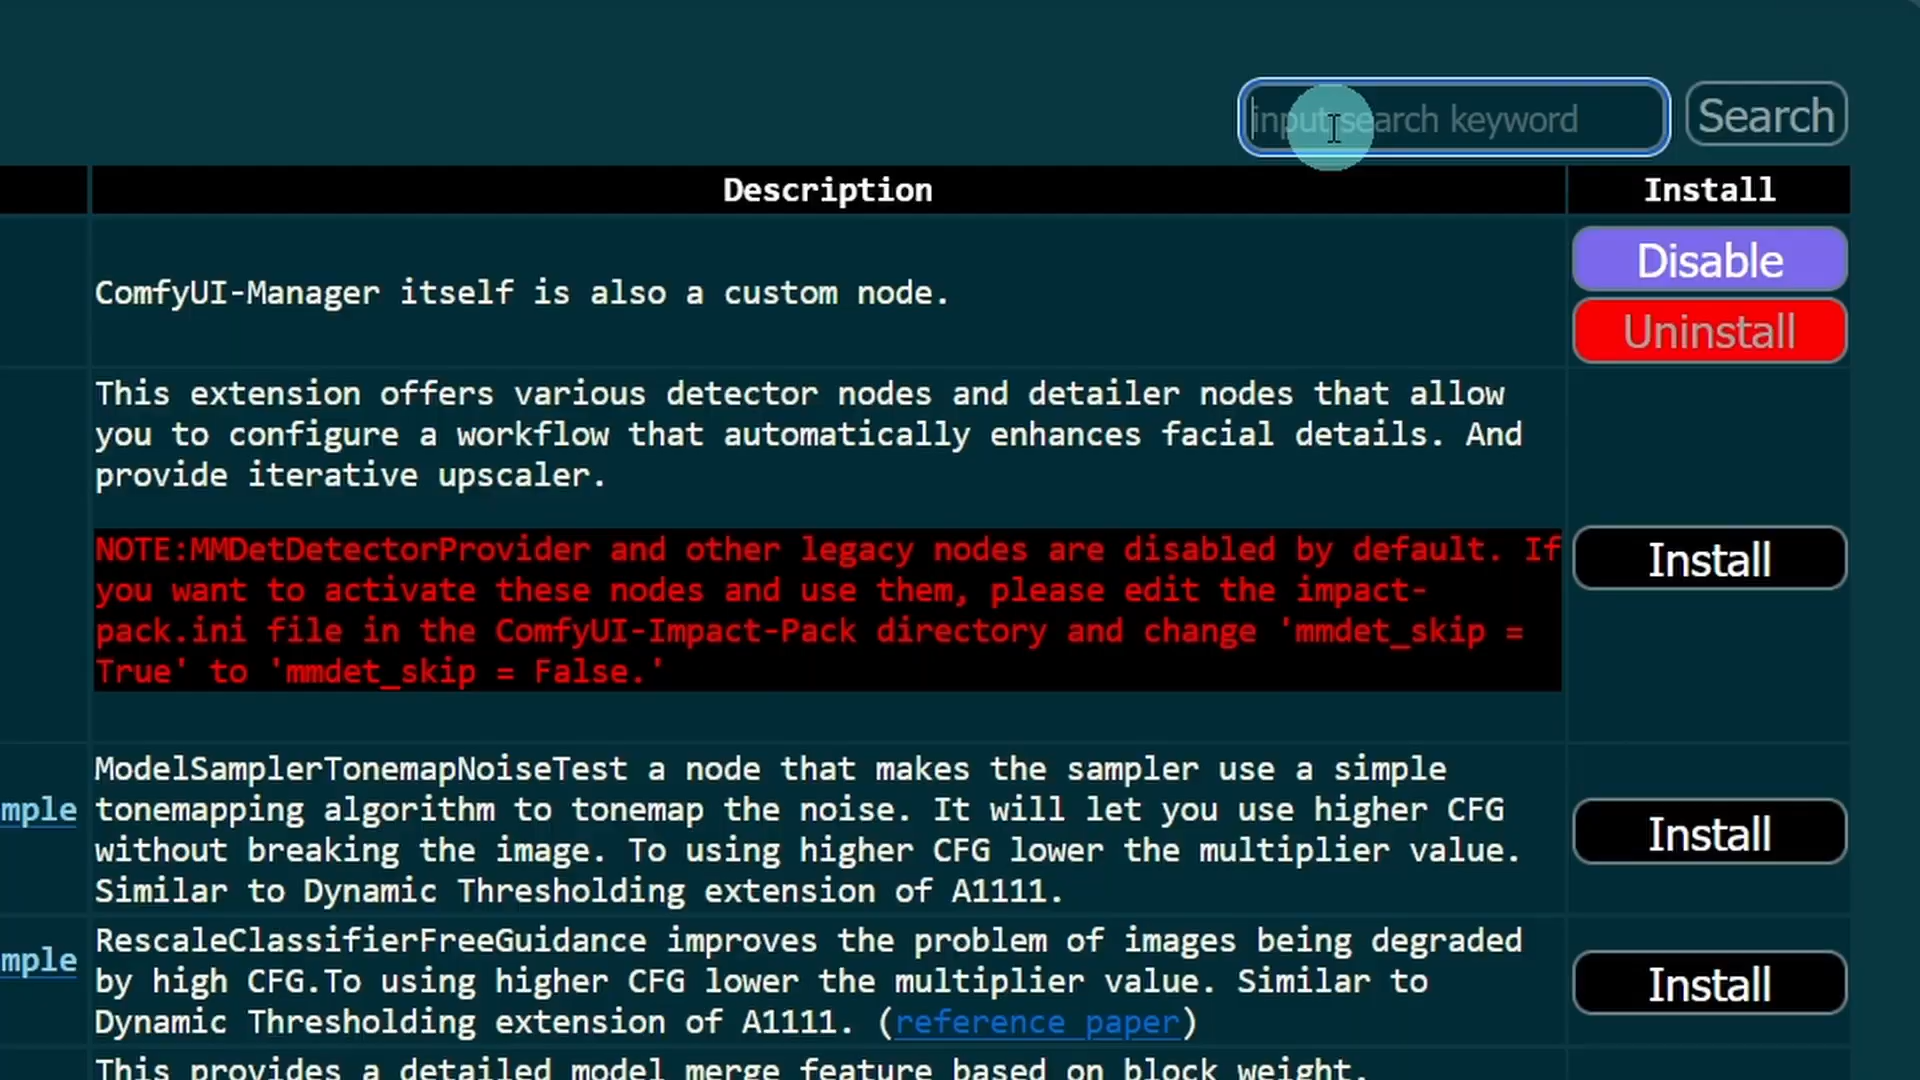 input search keyword
Search
Description
Install
ComfyUI-Manager itself is also a custom node.
Disable
Uninstall
This extension offers various detector nodes and detailer nodes that allow
you to configure a workflow that automatically enhances facial details. And
provide iterative upscaler.
NOTE:MMDetDetectorProvider and other legacy nodes are disabled by default. If
you want to activate these nodes and use them, please edit the impact-
pack.ini file in the ComfyUI-Impact-Pack directory and change 'mmdet_skip =
True' to 'mmdet_skip = False.'
Install
mple
ModelSamplerTonemapNoiseTest a node that makes the sampler use a simple
tonemapping algorithm to tonemap the noise. It will let you use higher CFG
without breaking the image. To using higher CFG lower the multiplier value.
Similar to Dynamic Thresholding extension of A1111.
Install
mple
RescaleClassifierFreeGuidance improves the problem of images being degraded
by high CFG.To using higher CFG lower the multiplier value. Similar to
Dynamic Thresholding extension of A1111. (reference paper)
Install
This provides a detailed model merge feature based on block weight.